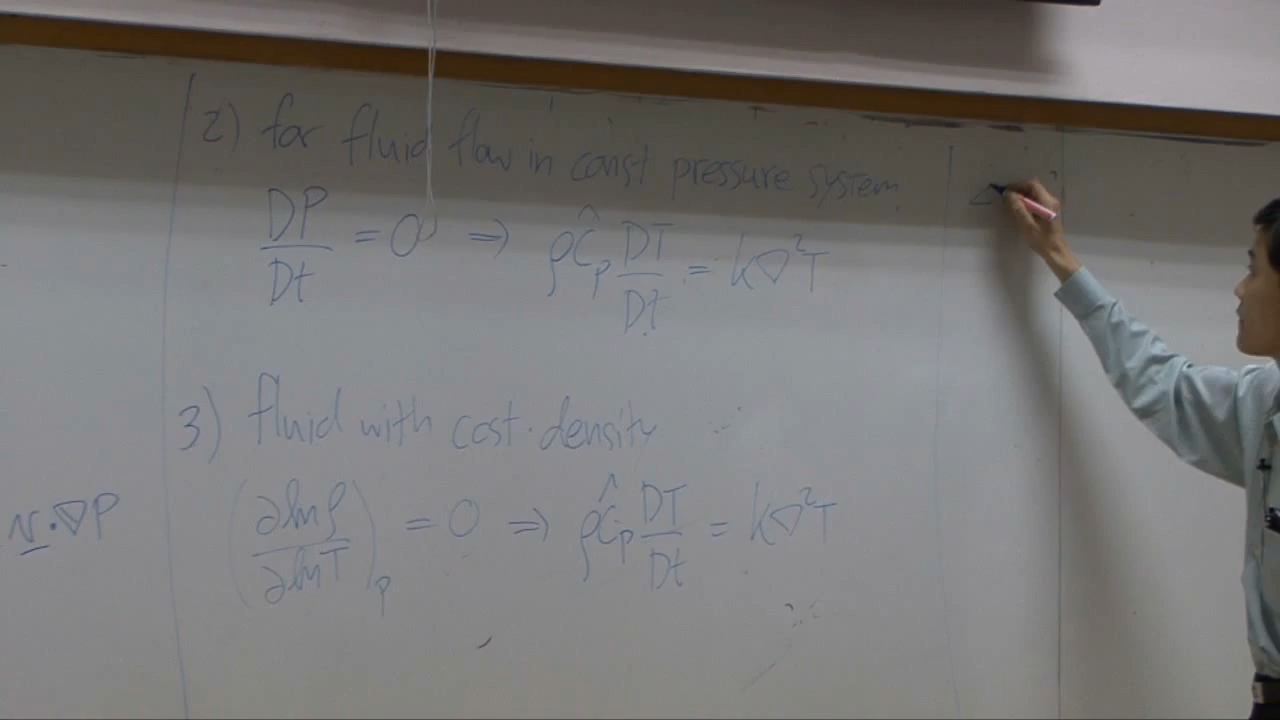 2) for fluid flow in const pressure system
DP/Dt = 0 ⇒ ρĈp DT/Dt = k∇²T
3) fluid with cost. density
v·∇P
(∂lnρ/∂lnT)p = 0 ⇒ ρĈp DT/Dt = k∇²T